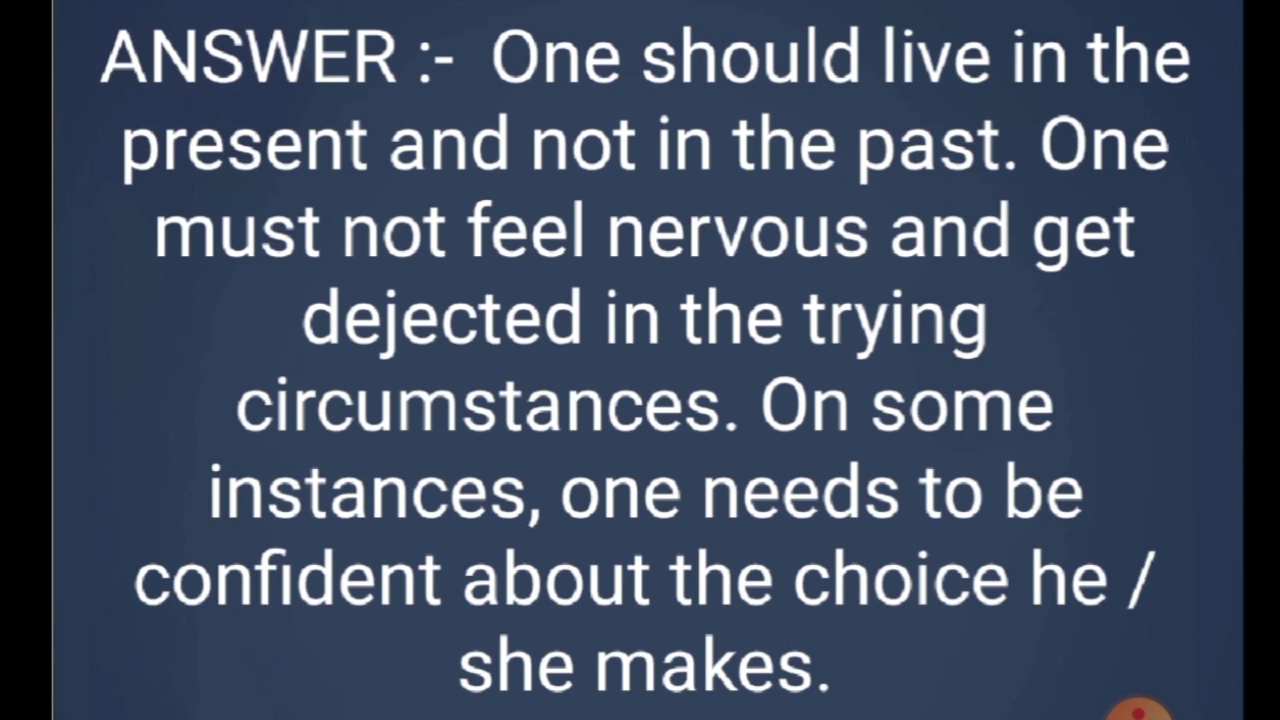 ANSWER :- One should live in the
present and not in the past. One
must not feel nervous and get
dejected in the trying
circumstances. On some
instances, one needs to be
confident about the choice he /
she makes.